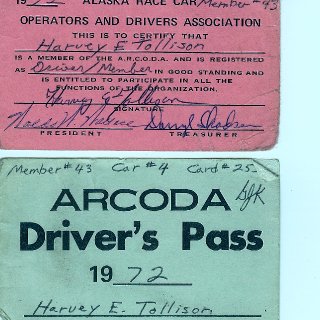 1972 ALASKA RACE CAR Member #43
OPERATORS AND DRIVERS ASSOCIATION
THIS IS TO CERTIFY THAT
Harvey E Tollison
IS A MEMBER OF THE A.R.C.O.D.A. AND IS REGISTERED
AS Driver Member IN GOOD STANDING AND
IS ENTITLED TO PARTICIPATE IN ALL THE
FUNCTIONS OF THE ORGANIZATION.
SIGNATURE
PRESIDENT TREASURER
Member #43 Car #4 Card #25
ARCODA
Driver's Pass
1972
Harvey E. Tollison